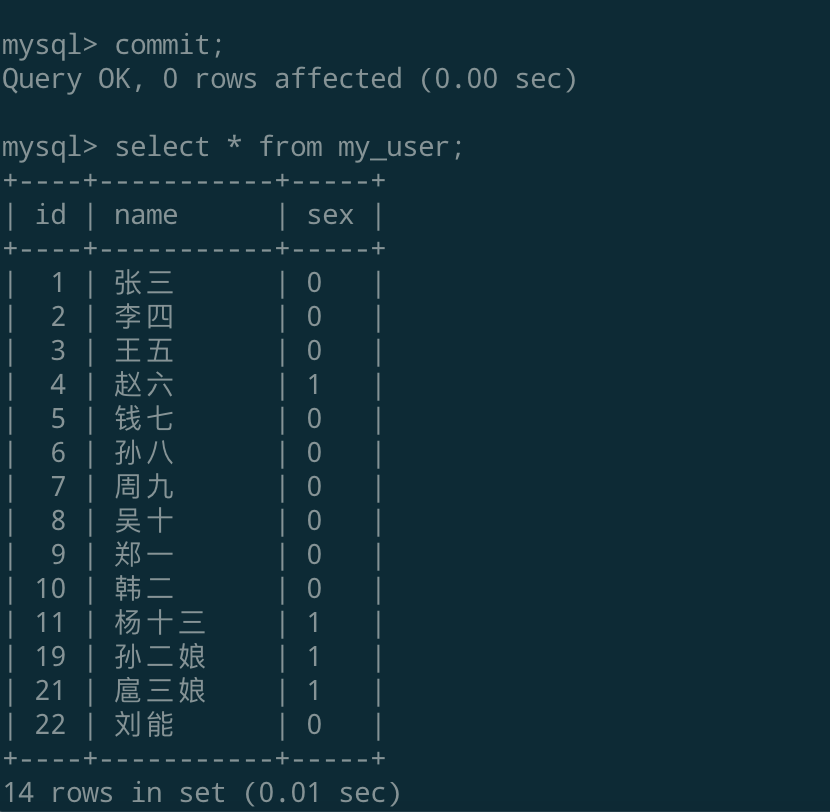 mysql> commit;
Query OK, 0 rows affected (0.00 sec)
mysql> select * from my_user;
+----+-----------+-----+
| id | name      | sex |
+----+-----------+-----+
|  1 | 张三      | 0   |
|  2 | 李四      | 0   |
|  3 | 王五      | 0   |
|  4 | 赵六      | 1   |
|  5 | 钱七      | 0   |
|  6 | 孙八      | 0   |
|  7 | 周九      | 0   |
|  8 | 吴十      | 0   |
|  9 | 郑一      | 0   |
| 10 | 韩二      | 0   |
| 11 | 杨十三    | 1   |
| 19 | 孙二娘    | 1   |
| 21 | 扈三娘    | 1   |
| 22 | 刘能      | 0   |
+----+-----------+-----+
14 rows in set (0.01 sec)